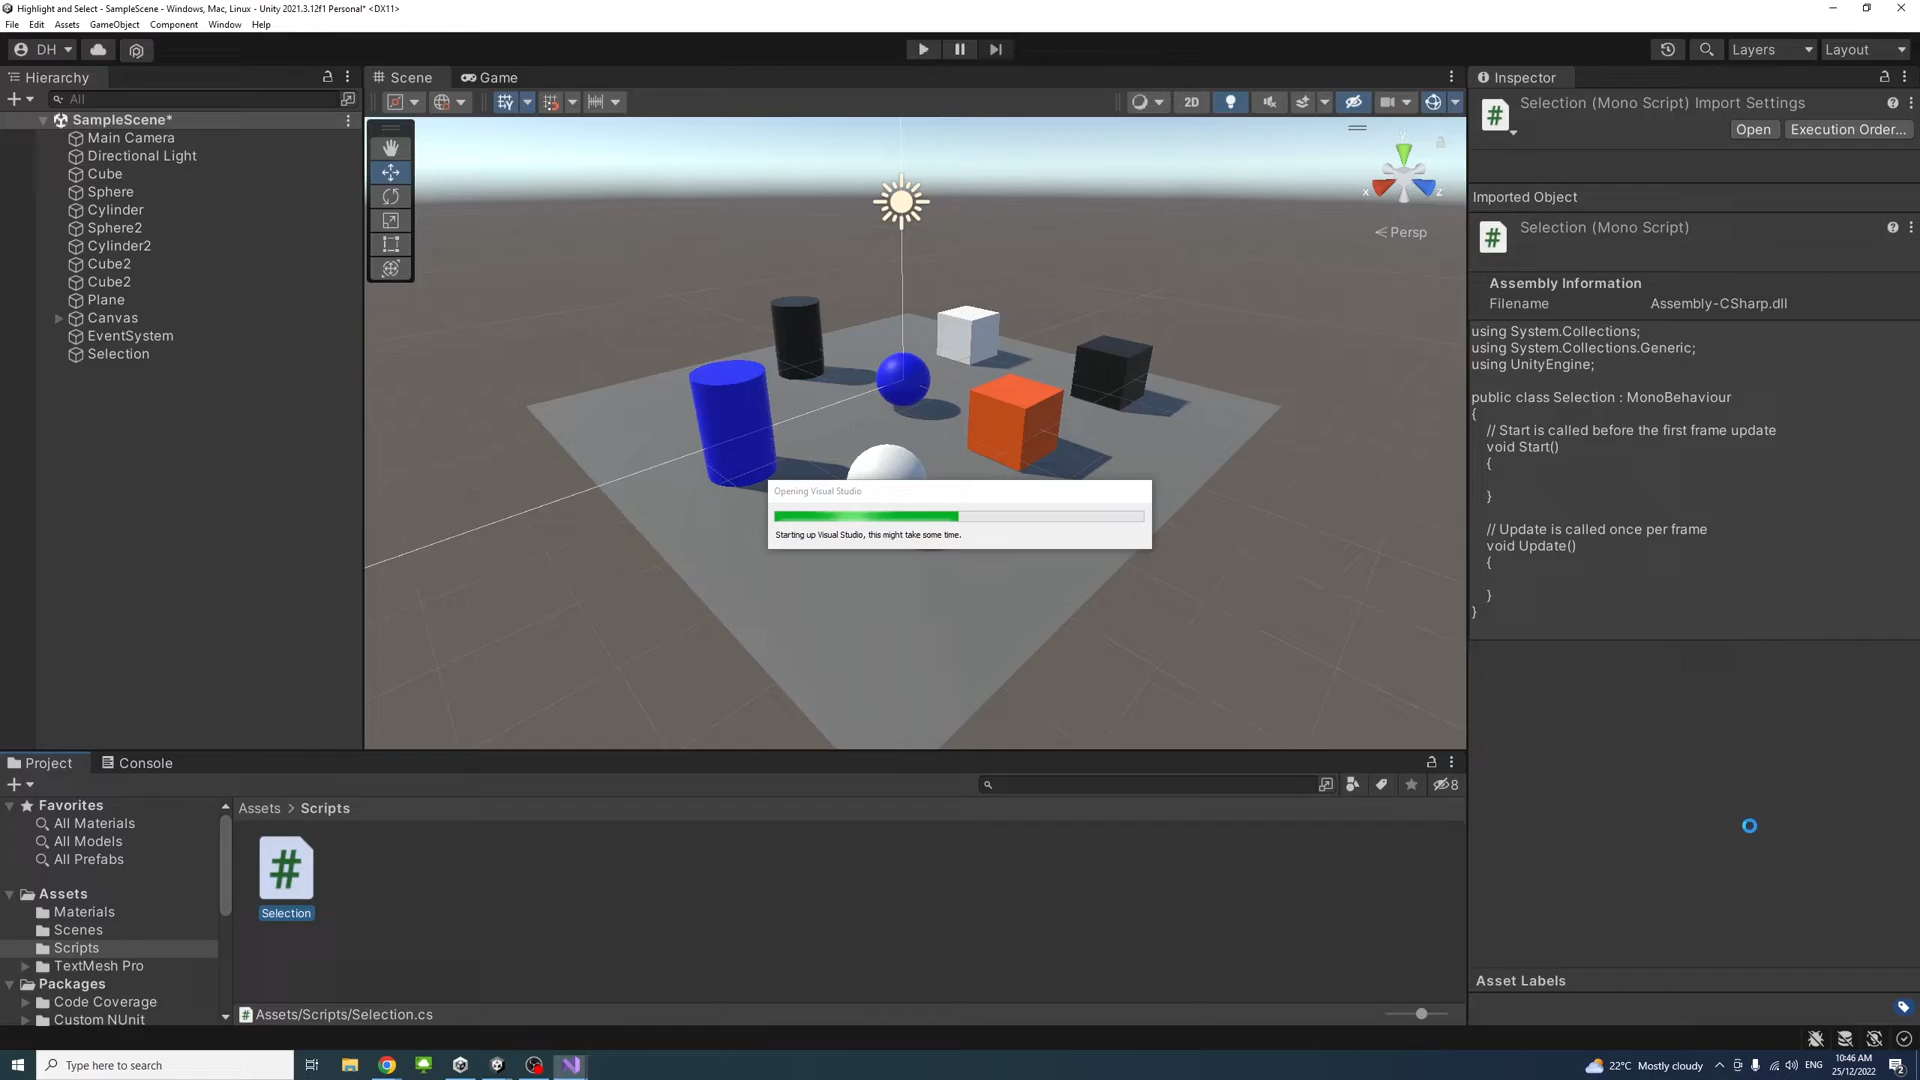 Highlight and Select - SampleScene - Windows, Mac, Linux - Unity 2021.3.12f1 Personal* <DX11>
File Edit Assets GameObject Component Window Help
DH
Layers Layout
Hierarchy
Scene Game
Inspector
All
2D
Selection (Mono Script) Import Settings
Open Execution Order...
SampleScene*
Main Camera
Directional Light
Cube
Sphere
Cylinder
Sphere2
Cylinder2
Cube2
Cube2
Plane
Canvas
EventSystem
Selection
y
x z
Persp
Opening Visual Studio
Starting up Visual Studio, this might take some time.
Imported Object
Selection (Mono Script)
Assembly Information
Filename Assembly-CSharp.dll
using System.Collections;
using System.Collections.Generic;
using UnityEngine;
public class Selection : MonoBehaviour
{
// Start is called before the first frame update
void Start()
{
}
// Update is called once per frame
void Update()
{
}
}
Asset Labels
Project Console
8
Favorites
All Materials
All Models
All Prefabs
Assets
Materials
Scenes
Scripts
TextMesh Pro
Packages
Code Coverage
Custom NUnit
Assets > Scripts
Selection
Assets/Scripts/Selection.cs
Type here to search
22°C Mostly cloudy
ENG
10:46 AM
25/12/2022
2